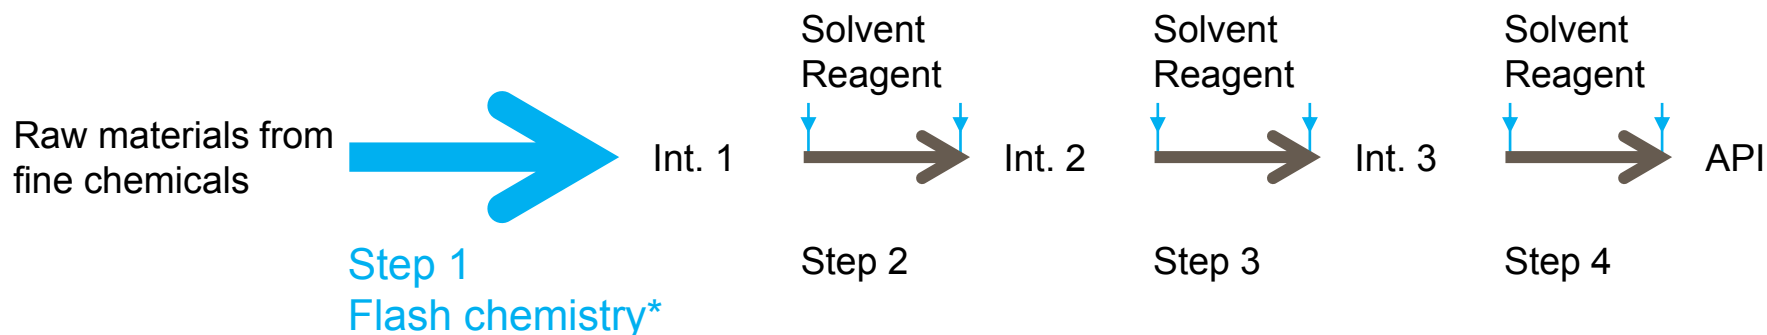 Raw materials from
fine chemicals
Step 1
Flash chemistry*
Int. 1
Solvent
Reagent
Step 2
Int. 2
Solvent
Reagent
Step 3
Int. 3
Solvent
Reagent
Step 4
API